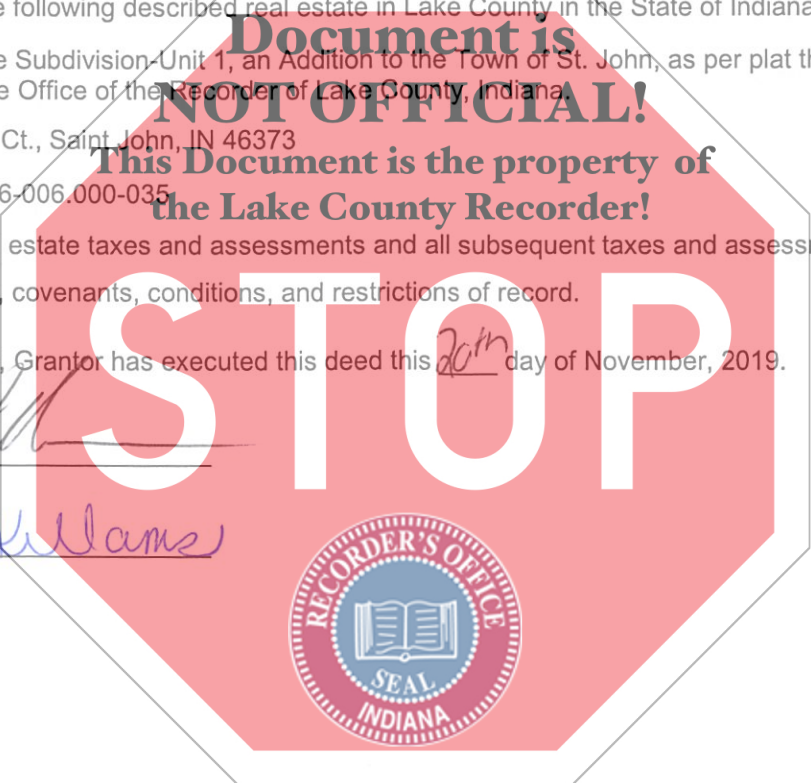 e following described real estate in Lake County in the State of Indiana
Document is
e Subdivision-Unit 1, an Addition to the Town of St. John, as per plat th
e Office of the Recorder of Lake County, Indiana.
NOT OFFICIAL!
Ct., Saint John, IN 46373
This Document is the property of
6-006.000-035
the Lake County Recorder!
estate taxes and assessments and all subsequent taxes and assess
, covenants, conditions, and restrictions of record.
, Grantor has executed this deed this 20th day of November, 2019.
STOP
RECORDER'S OFFICE
SEAL
INDIANA